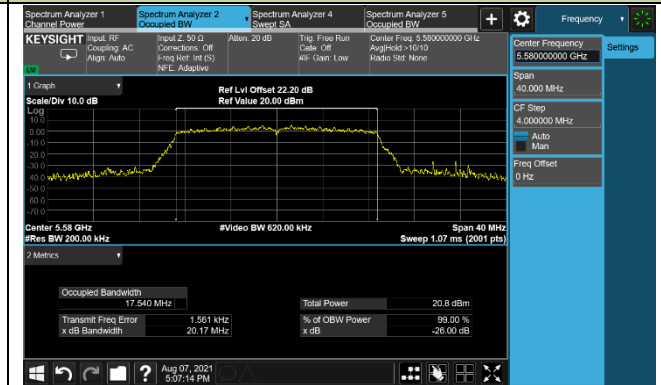 Spectrum Analyzer 1
Channel Power
Spectrum Analyzer 2
Occupied BW
Spectrum Analyzer 4
Swept SA
Spectrum Analyzer 5
Occupied BW
+
Frequency
KEYSIGHT
Input: RF
Coupling: AC
Align: Auto
Input Z: 50 Ω
Corrections: Off
Freq Ref: Int (S)
NFE: Adaptive
Atten: 20 dB
Trig: Free Run
Gate: Off
#IF Gain: Low
Center Freq: 5.580000000 GHz
Avg|Hold:>10/10
Radio Std: None
Center Frequency
5.580000000 GHz
Settings
Span
40.000 MHz
CF Step
4.000000 MHz
Auto
Man
Freq Offset
0 Hz
1 Graph
Scale/Div 10.0 dB
Ref Lvl Offset 22.20 dB
Ref Value 20.00 dBm
Log
10.0
0.00
-10.0
-20.0
-30.0
-40.0
-50.0
-60.0
-70.0
Center 5.58 GHz
#Video BW 620.00 kHz
Span 40 MHz
#Res BW 200.00 kHz
Sweep 1.07 ms (2001 pts)
2 Metrics
Occupied Bandwidth
17.540 MHz
Total Power
20.8 dBm
Transmit Freq Error
1.561 kHz
% of OBW Power
99.00 %
x dB Bandwidth
20.17 MHz
x dB
-26.00 dB
?
Aug 07, 2021
5:07:14 PM